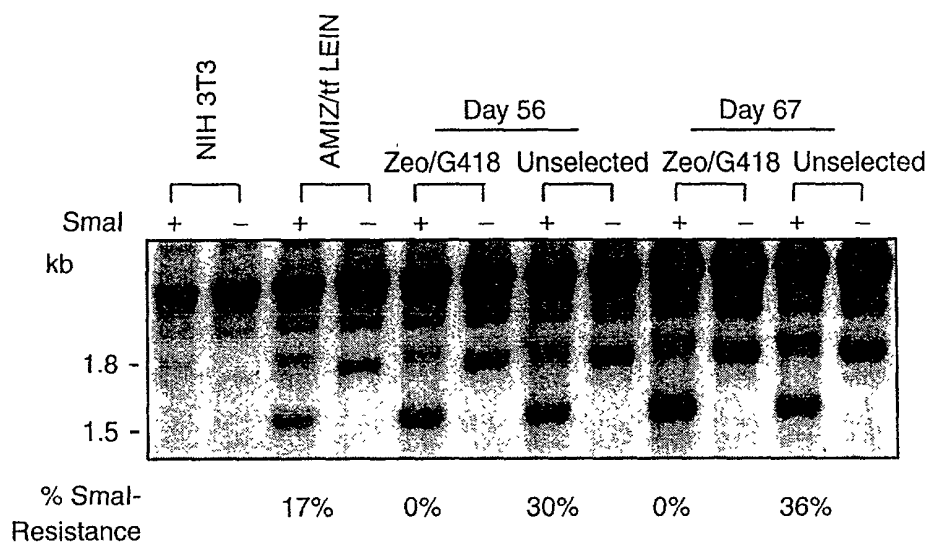 NIH 3T3
AMIZ/tf LEIN
Day 56
Day 67
Zeo/G418 Unselected Zeo/G418 Unselected
SmaI + – + – + – + – + – + –
kb
1.8 -
1.5 -
% SmaI- 17% 0% 30% 0% 36%
Resistance